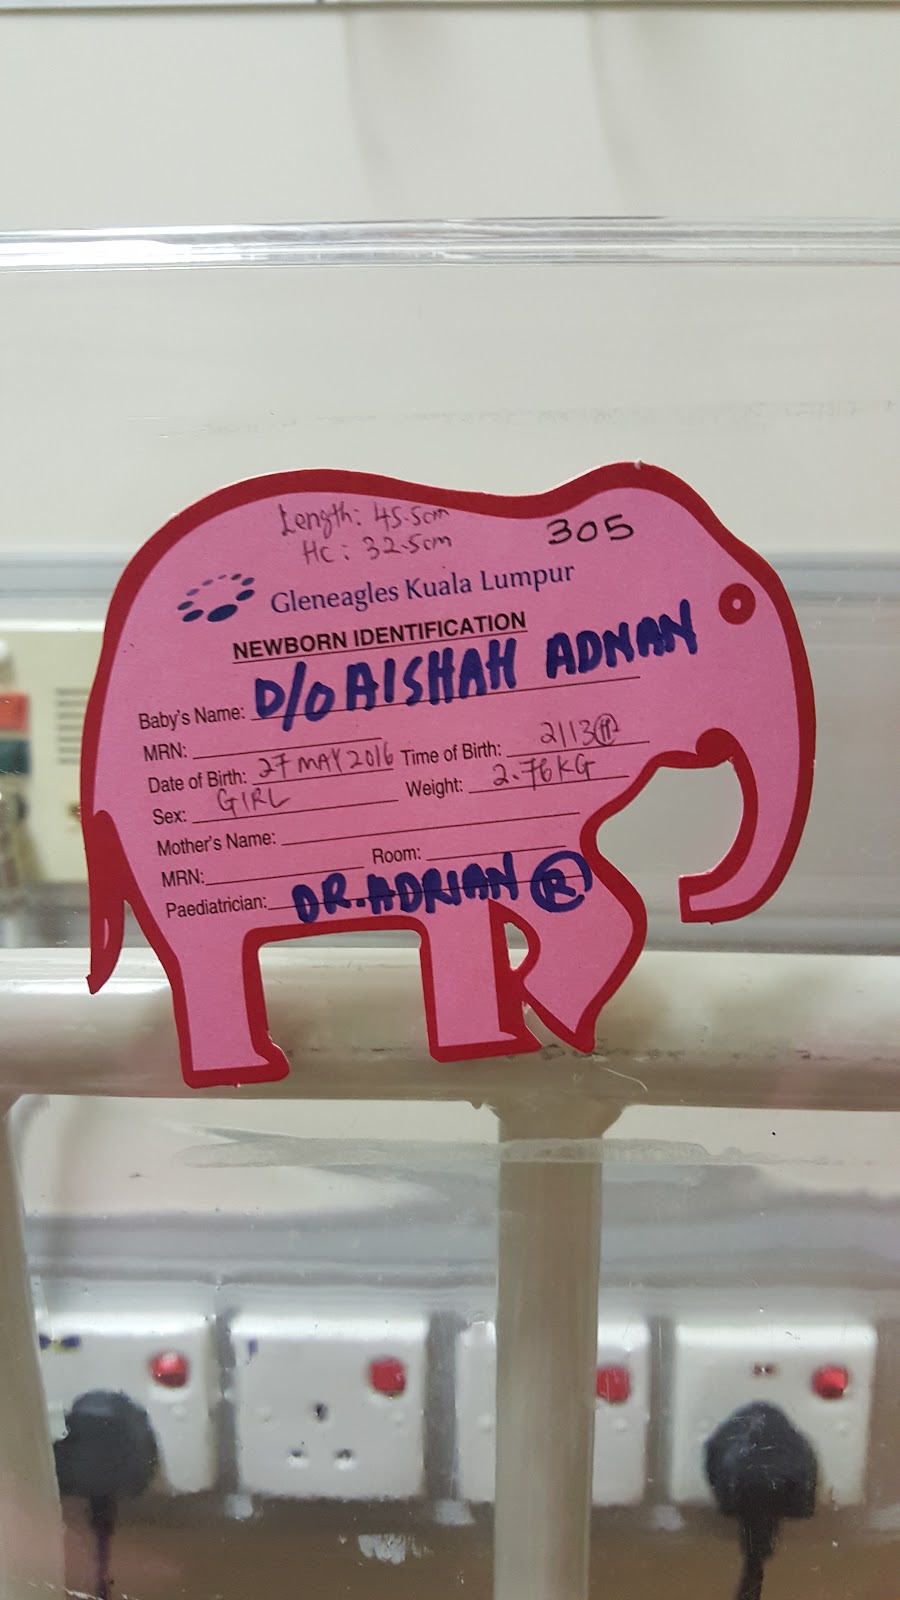 Length: 45.5cm
HC : 32.5cm
305
Gleneagles Kuala Lumpur
NEWBORN IDENTIFICATION
Baby's Name: D/O AISHAH ADNAN
MRN:
Date of Birth: 27 MAY 2016 Time of Birth: 2113 H
Sex: GIRL Weight: 2.76KG
Mother's Name:
MRN: Room:
Paediatrician: DR. ADRIAN R